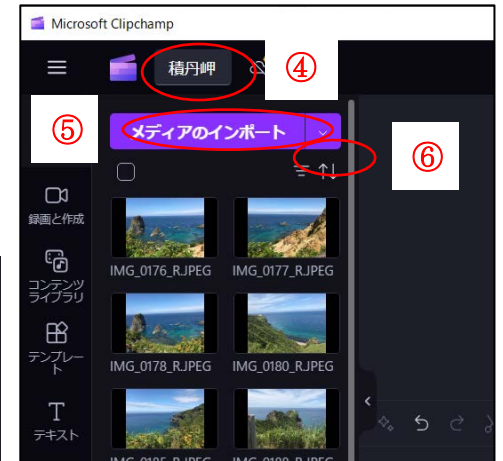 Microsoft Clipchamp
積丹岬
④
⑤
メディアのインポート
⑥
録画と作成
IMG_0176_R.JPEG
IMG_0177_R.JPEG
コンテンツ
ライブラリ
テンプレー
ト
IMG_0178_R.JPEG
IMG_0180_R.JPEG
テキスト